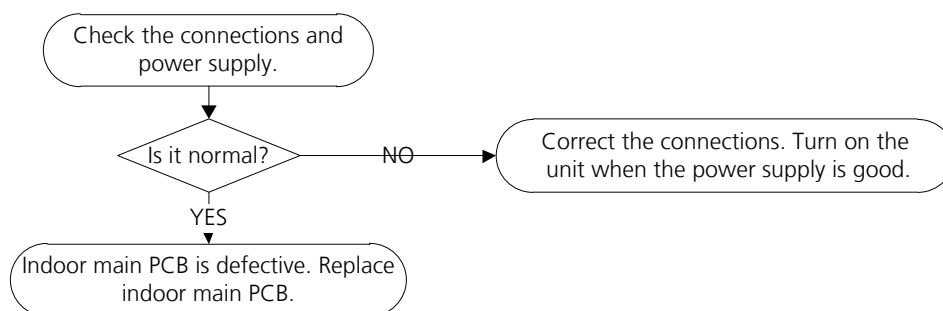 Check the connections and
power supply.
Is it normal?
NO
Correct the connections. Turn on the
unit when the power supply is good.
YES
Indoor main PCB is defective. Replace
indoor main PCB.